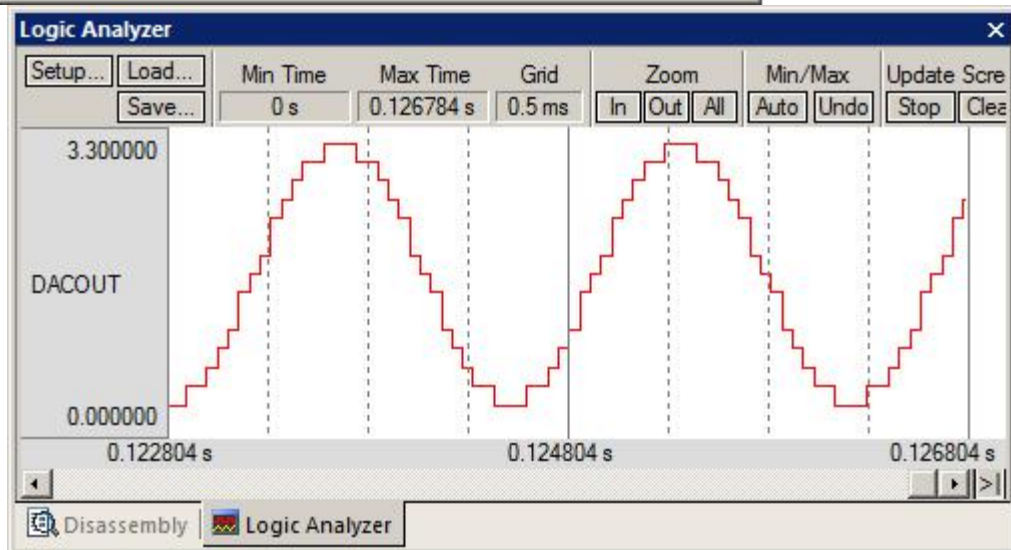 Logic Analyzer
Setup... Load... Min Time Max Time Grid Zoom Min/Max Update Scre
Save... 0 s 0.126784 s 0.5 ms In Out All Auto Undo Stop Clea
3.300000
DACOUT
0.000000
0.122804 s 0.124804 s 0.126804 s
Disassembly Logic Analyzer